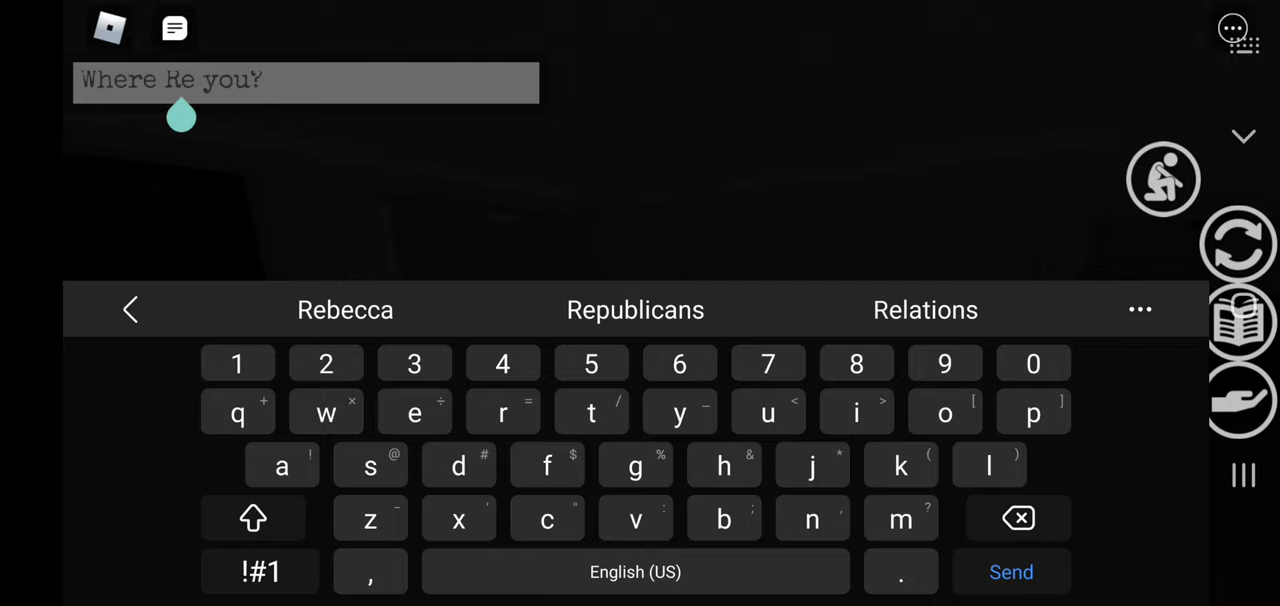 Where Re you?
Rebecca Republicans Relations
1 2 3 4 5 6 7 8 9 0
q + w × e ÷ r = t / y _ u < i > o [ p ]
a ! s @ d # f $ g % h & j * k ( l )
z - x ' c " v : b ; n , m ?
!#1 , English (US) . Send